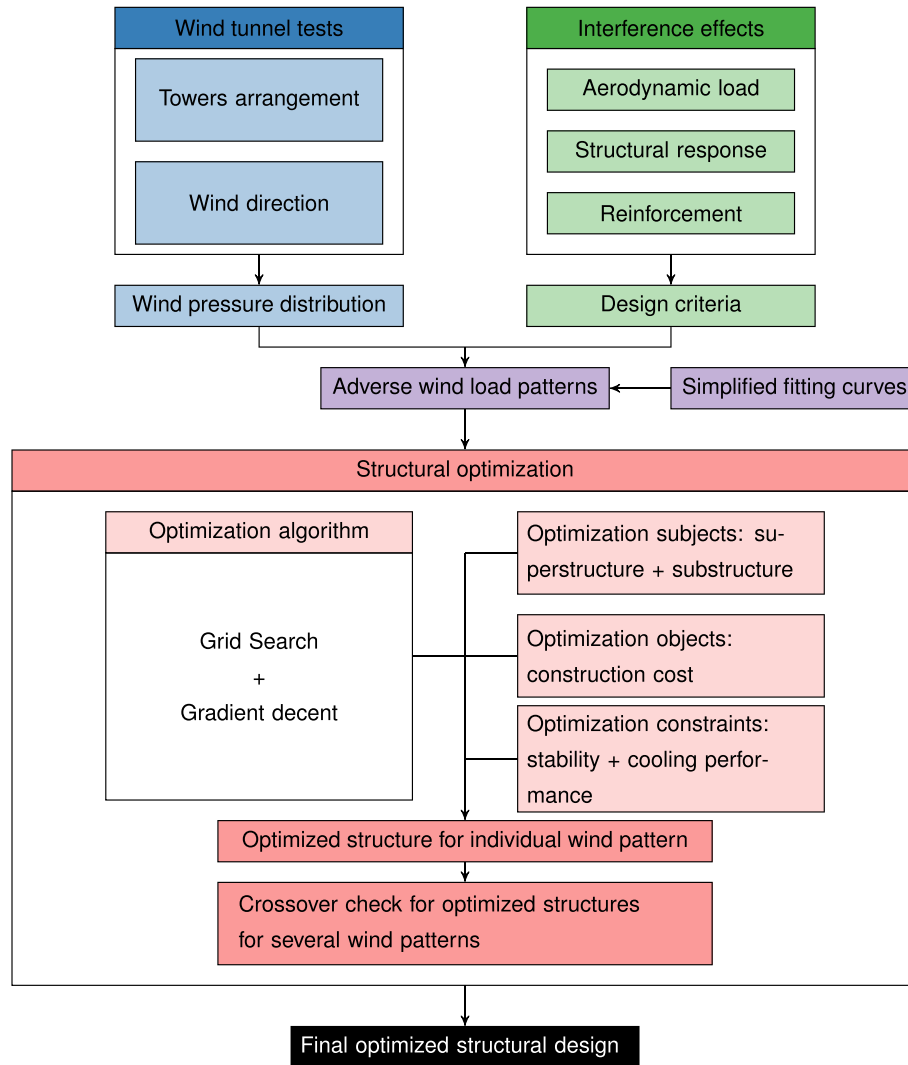 Wind tunnel tests
Towers arrangement
Wind direction
Wind pressure distribution
Interference effects
Aerodynamic load
Structural response
Reinforcement
Design criteria
Adverse wind load patterns
Simplified fitting curves
Structural optimization
Optimization algorithm
Grid Search
+
Gradient decent
Optimization subjects: su-
perstructure + substructure
Optimization objects:
construction cost
Optimization constraints:
stability + cooling perfor-
mance
Optimized structure for individual wind pattern
Crossover check for optimized structures
for several wind patterns
Final optimized structural design